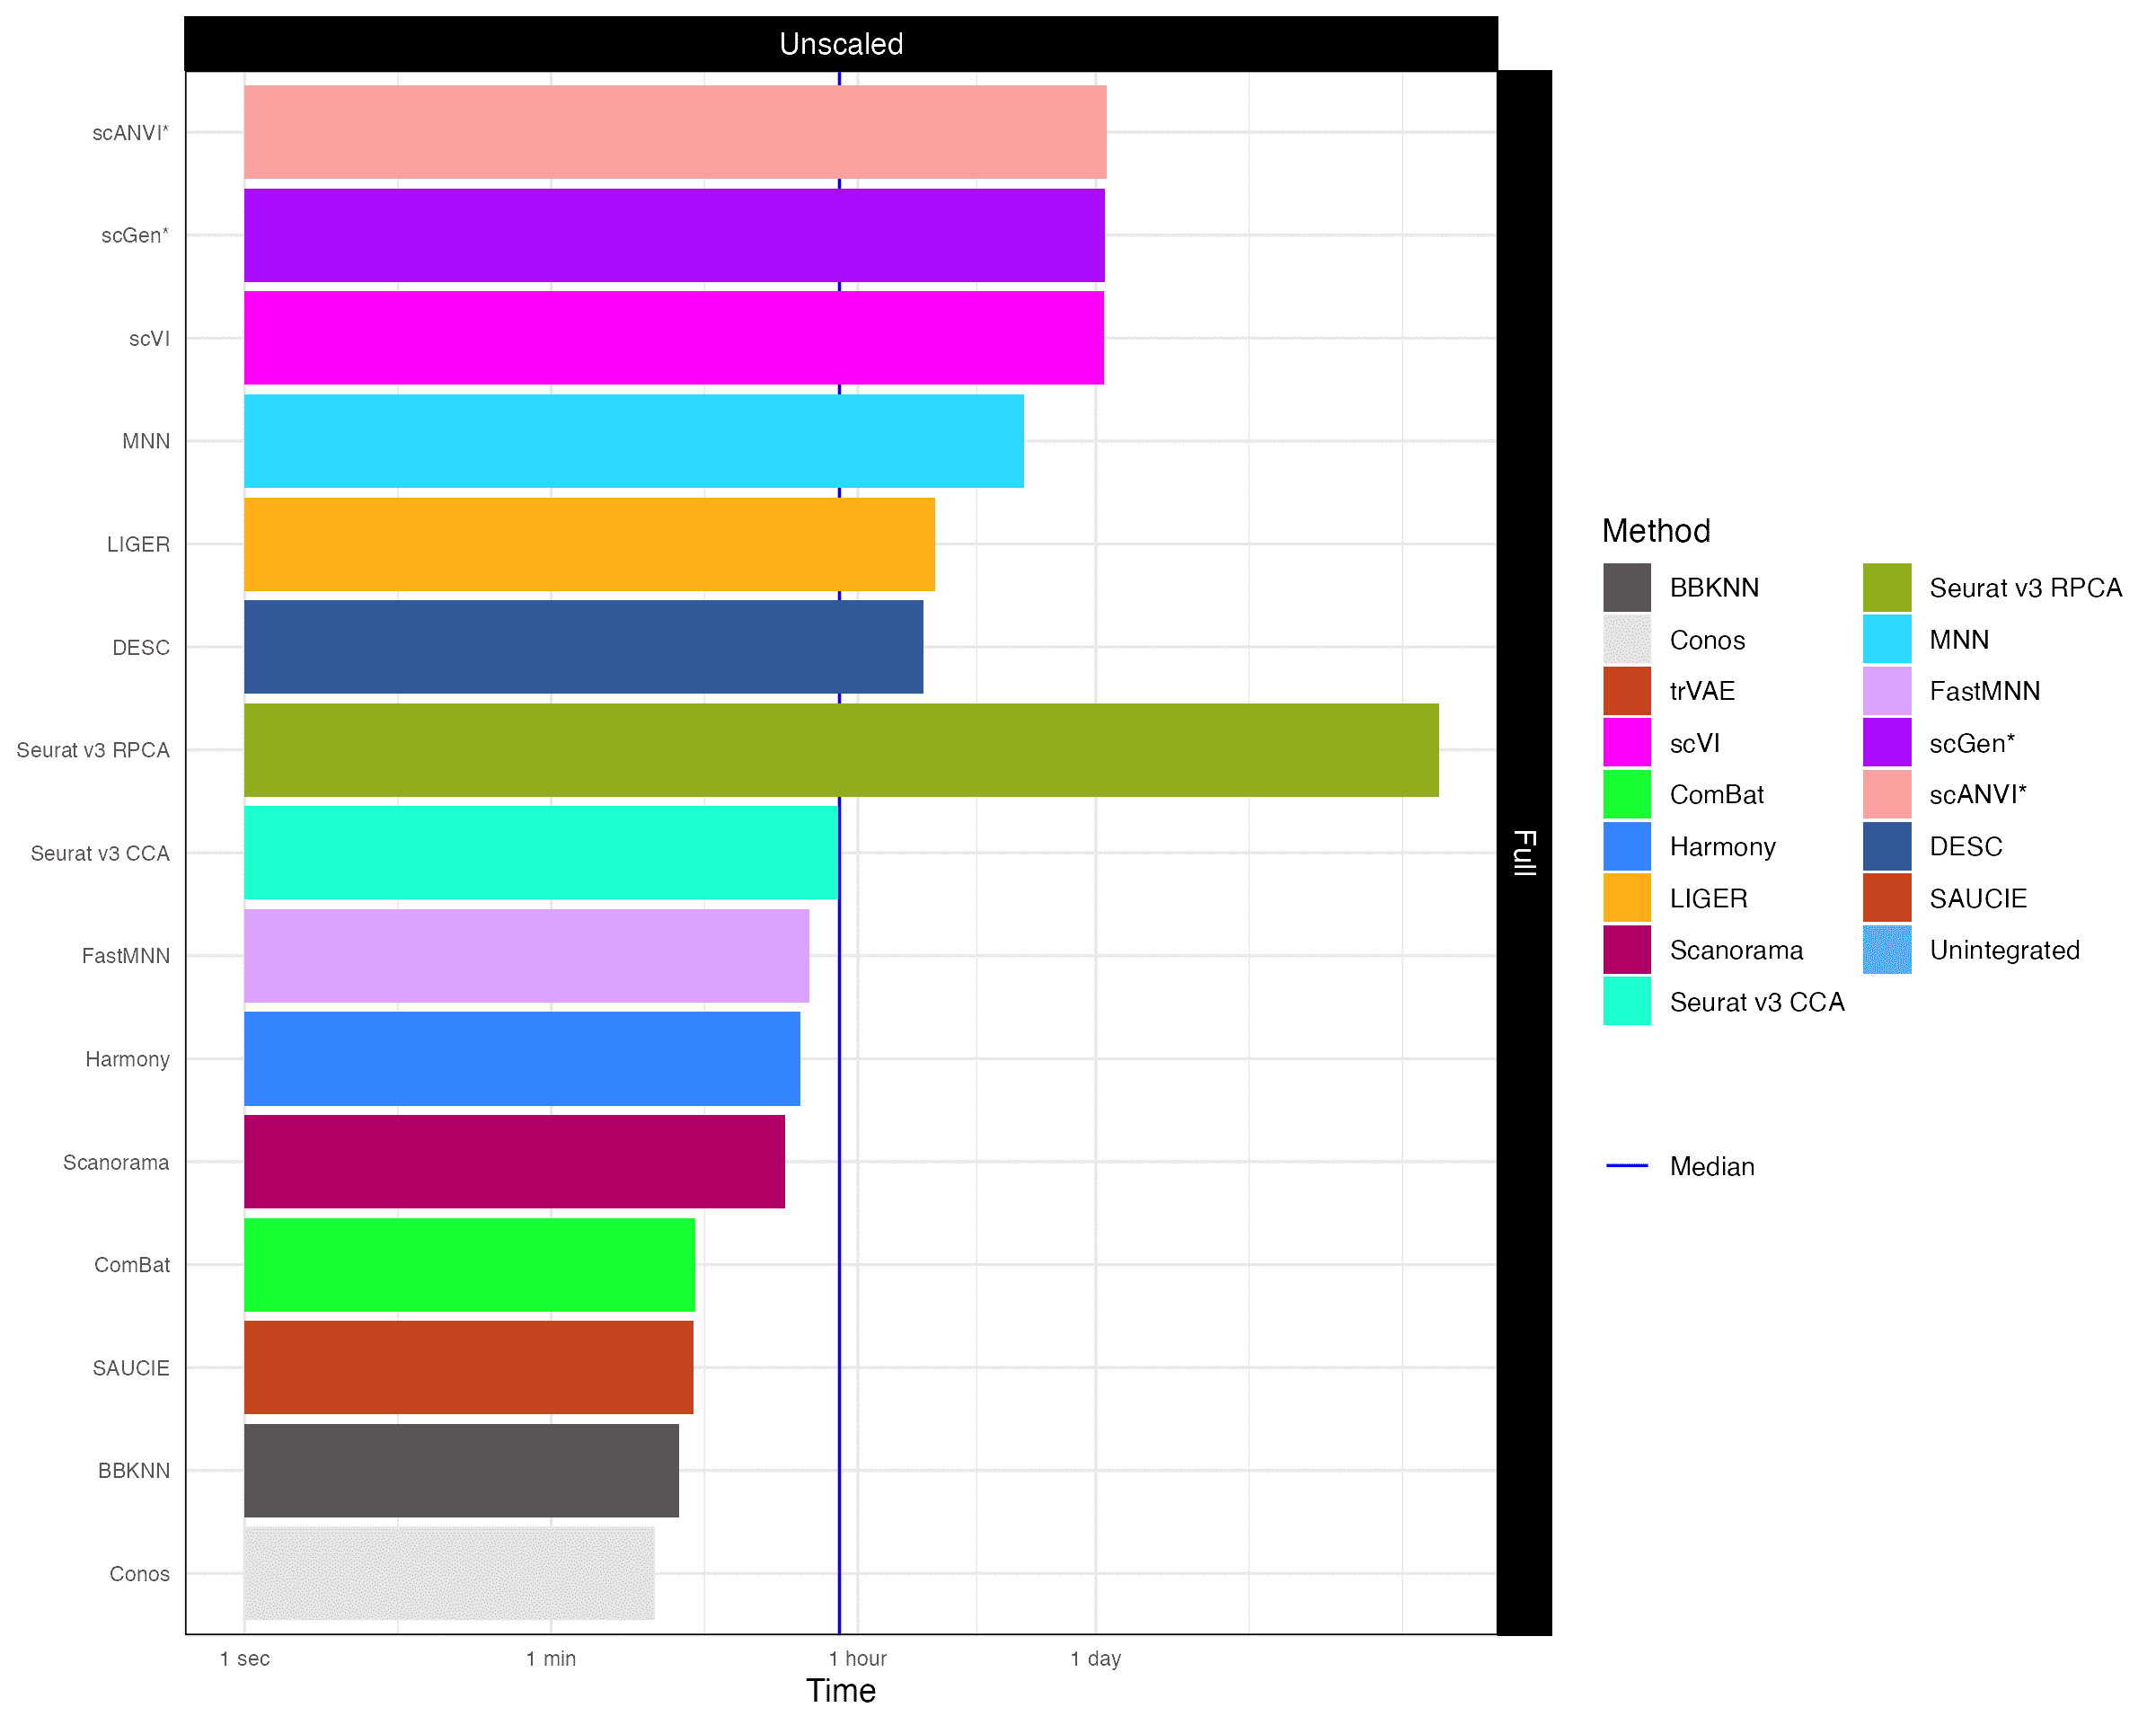 Unscaled
scANVI*
scGen*
scVI
MNN
LIGER
DESC
Seurat v3 RPCA
Seurat v3 CCA
FastMNN
Harmony
Scanorama
ComBat
SAUCIE
BBKNN
Conos
1 sec
1 min
1 hour
1 day
Time
Full
Method
BBKNN
Conos
trVAE
scVI
ComBat
Harmony
LIGER
Scanorama
Seurat v3 CCA
Seurat v3 RPCA
MNN
FastMNN
scGen*
scANVI*
DESC
SAUCIE
Unintegrated
Median